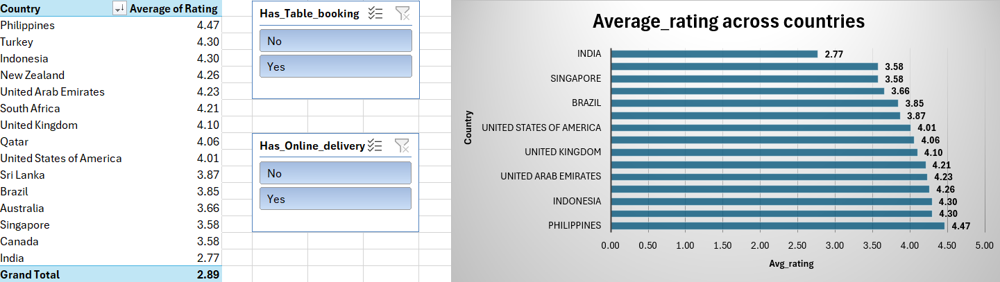 Country Average of Rating
Philippines 4.47
Turkey 4.30
Indonesia 4.30
New Zealand 4.26
United Arab Emirates 4.23
South Africa 4.21
United Kingdom 4.10
Qatar 4.06
United States of America 4.01
Sri Lanka 3.87
Brazil 3.85
Australia 3.66
Singapore 3.58
Canada 3.58
India 2.77
Grand Total 2.89
Has_Table_booking
No
Yes
Has_Online_delivery
No
Yes
Average_rating across countries
Country
INDIA 2.77
3.58
SINGAPORE 3.58
3.66
BRAZIL 3.85
3.87
UNITED STATES OF AMERICA 4.01
4.06
UNITED KINGDOM 4.10
4.21
UNITED ARAB EMIRATES 4.23
4.26
INDONESIA 4.30
4.30
PHILIPPINES 4.47
0.00 0.50 1.00 1.50 2.00 2.50 3.00 3.50 4.00 4.50 5.00
Avg_rating